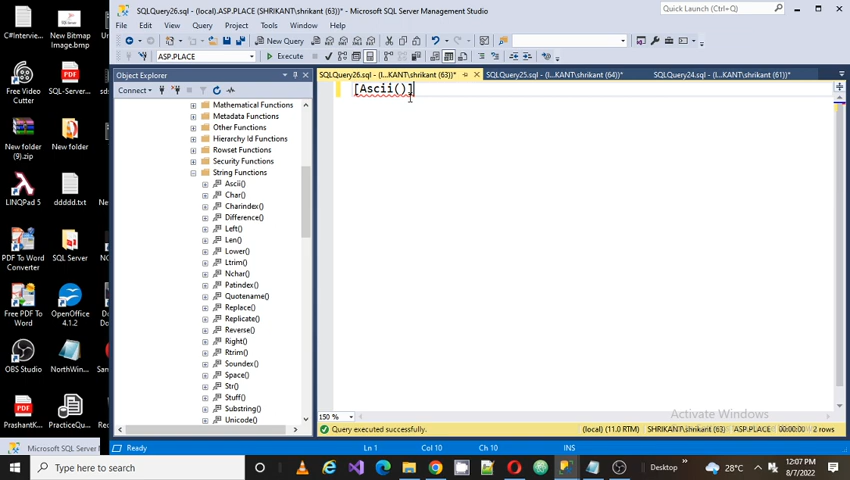 C#Intervie...
New Bitmap
Image.bmp
Free Video
Cutter
SQL-Server...
New folder
(9).zip
New folder
LINQPad 5
ddddd.txt
PDF To Word
Converter
SQL Server
Free PDF To
Word
OpenOffice
4.1.2
OBS Studio
NorthWin...
PrashantK...
PracticeQu...
SQLQuery26.sql - (l...KANT.ASP.PLACE (SHRIKANT\shrikant (63))* - Microsoft SQL Server Management Studio
Quick Launch (Ctrl+Q)
File Edit View Query Project Tools Window Help
New Query
ASP.PLACE
Execute
Object Explorer
Connect
Mathematical Functions
Metadata Functions
Other Functions
Hierarchy Id Functions
Rowset Functions
Security Functions
String Functions
Ascii()
Char()
Charindex()
Difference()
Left()
Len()
Lower()
Ltrim()
Nchar()
Patindex()
Quotename()
Replace()
Replicate()
Reverse()
Right()
Rtrim()
Soundex()
Space()
Str()
Stuff()
Substring()
Unicode()
SQLQuery26.sql - (l...KANT\shrikant (63))*
SQLQuery25.sql - (l...KANT\shrikant (64))*
SQLQuery24.sql - (l...KANT\shrikant (61))*
[Ascii()]
150 %
Activate Windows
Query executed successfully.
(local) (11.0 RTM) SHRIKANT\shrikant (63) ASP.PLACE 00:00:00 2 rows
Microsoft SQL Server
Ready
Ln 1 Col 10 Ch 10 INS
Type here to search
Desktop
28°C
12:07 PM
8/7/2022